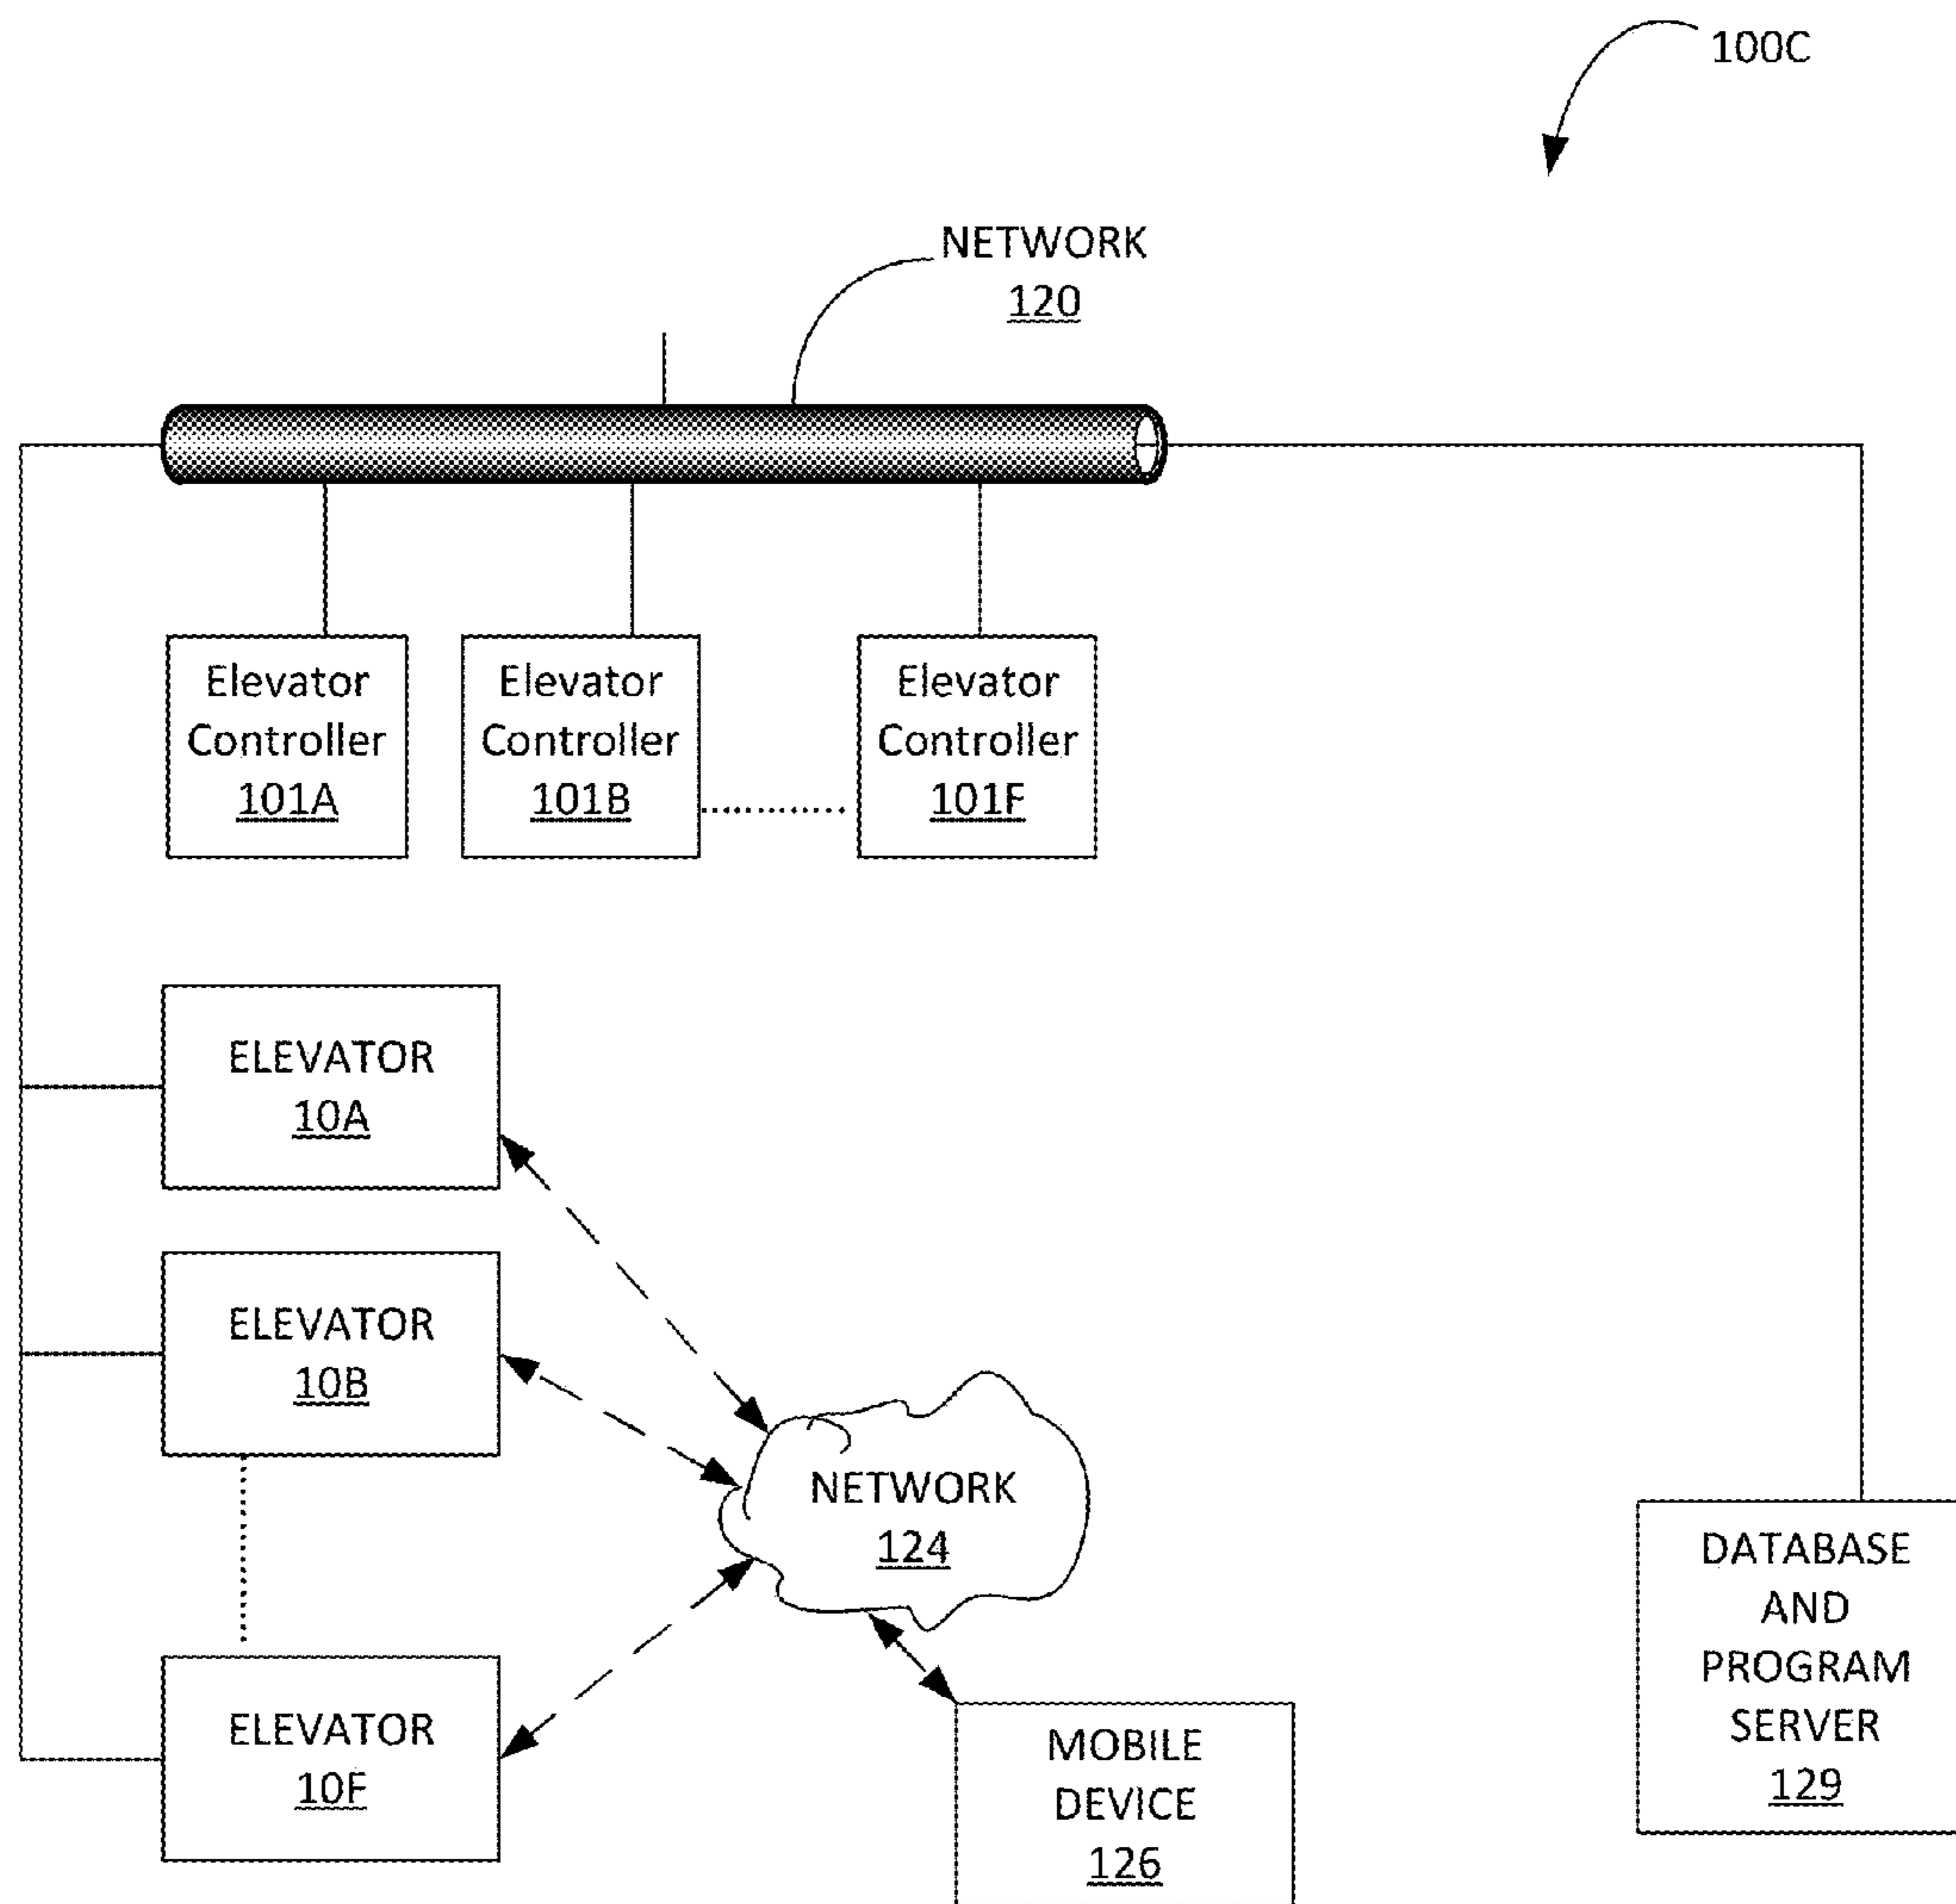 100C
NETWORK
120
Elevator
Controller
101A
Elevator
Controller
101B
Elevator
Controller
101F
ELEVATOR
10A
ELEVATOR
10B
NETWORK
124
ELEVATOR
10F
MOBILE
DEVICE
126
DATABASE
AND
PROGRAM
SERVER
129